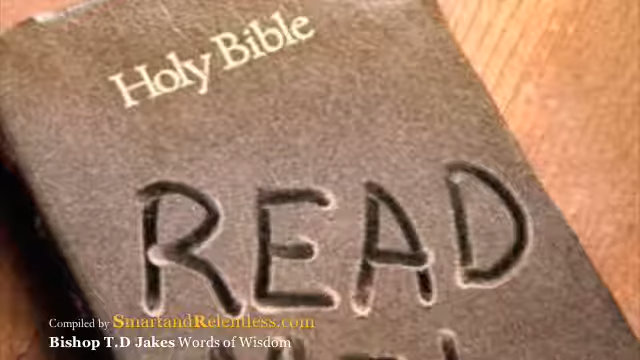 Holy Bible
READ
Compiled by SmartandRelentless.com
Bishop T.D Jakes Words of Wisdom